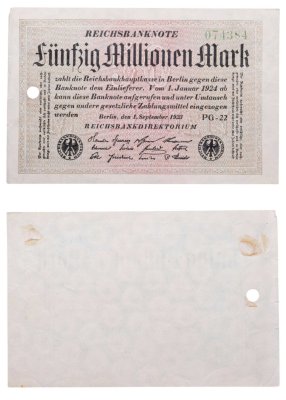 REICHSBANKNOTE
074384
Fünfzig Millionen Mark
zahlt die Reichsbankhauptkasse in Berlin gegen diese
Banknote dem Einlieferer. Vom 1. Januar 1924 ab
kann diese Banknote aufgerufen und unter Umtausch
gegen andere gesetzliche Zahlungsmittel eingezogen
werden
Berlin, den 1. September 1923
PG-22
REICHSBANKDIREKTORIUM